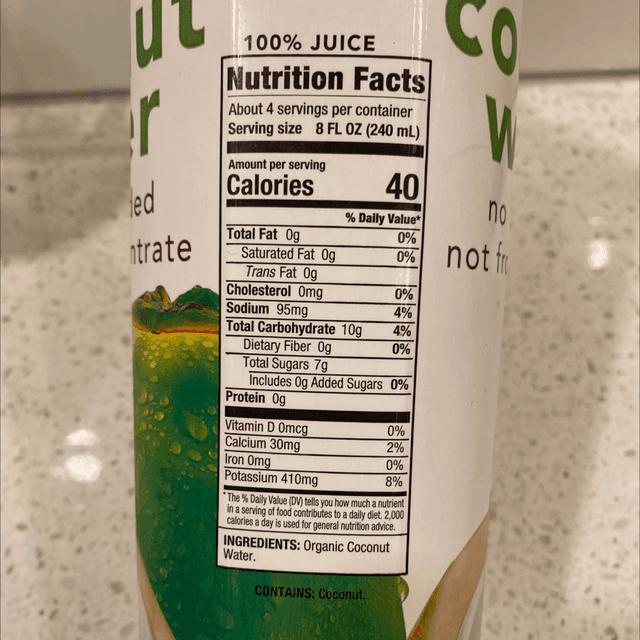 ut
er
ntrate
100% JUICE
Nutrition Facts
About 4 servings per container
Serving size 8 FL OZ (240 mL)
Amount per serving
Calories 40
% Daily Value*
Total Fat 0g 0%
Saturated Fat 0g 0%
Trans Fat 0g
Cholesterol 0mg 0%
Sodium 95mg 4%
Total Carbohydrate 10g 4%
Dietary Fiber 0g 0%
Total Sugars 7g
Includes 0g Added Sugars 0%
Protein 0g
Vitamin D 0mcg 0%
Calcium 30mg 2%
Iron 0mg 0%
Potassium 410mg 8%
*The % Daily Value (DV) tells you how much a nutrient
in a serving of food contributes to a daily diet. 2,000
calories a day is used for general nutrition advice.
INGREDIENTS: Organic Coconut
Water.
CONTAINS: Coconut.
co
w
no
not fr